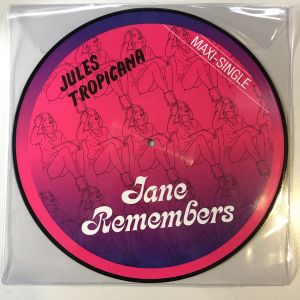 JULES
TROPICANA
MAXI-SINGLE
Jane
Remembers